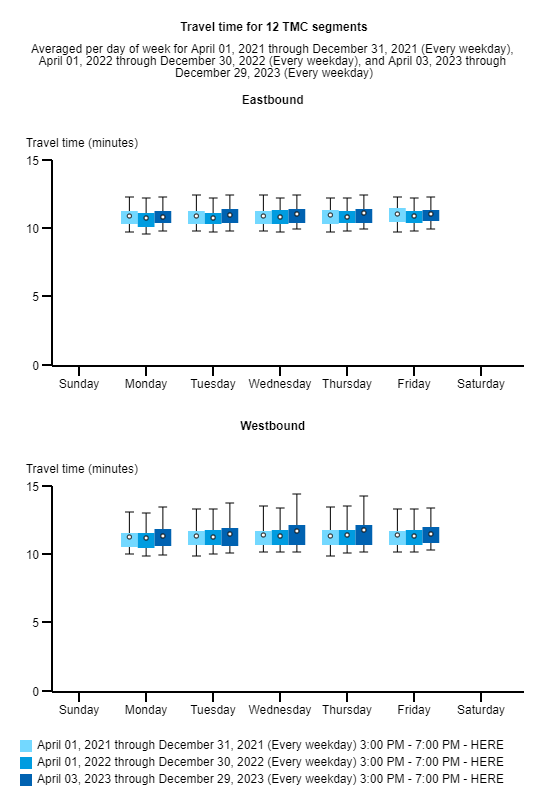 Travel time for 12 TMC segments
Averaged per day of week for April 01, 2021 through December 31, 2021 (Every weekday),
April 01, 2022 through December 30, 2022 (Every weekday), and April 03, 2023 through
December 29, 2023 (Every weekday)
Eastbound
Travel time (minutes)
15
10
5
0
Sunday Monday Tuesday Wednesday Thursday Friday Saturday
Westbound
Travel time (minutes)
15
10
5
0
Sunday Monday Tuesday Wednesday Thursday Friday Saturday
April 01, 2021 through December 31, 2021 (Every weekday) 3:00 PM - 7:00 PM - HERE
April 01, 2022 through December 30, 2022 (Every weekday) 3:00 PM - 7:00 PM - HERE
April 03, 2023 through December 29, 2023 (Every weekday) 3:00 PM - 7:00 PM - HERE